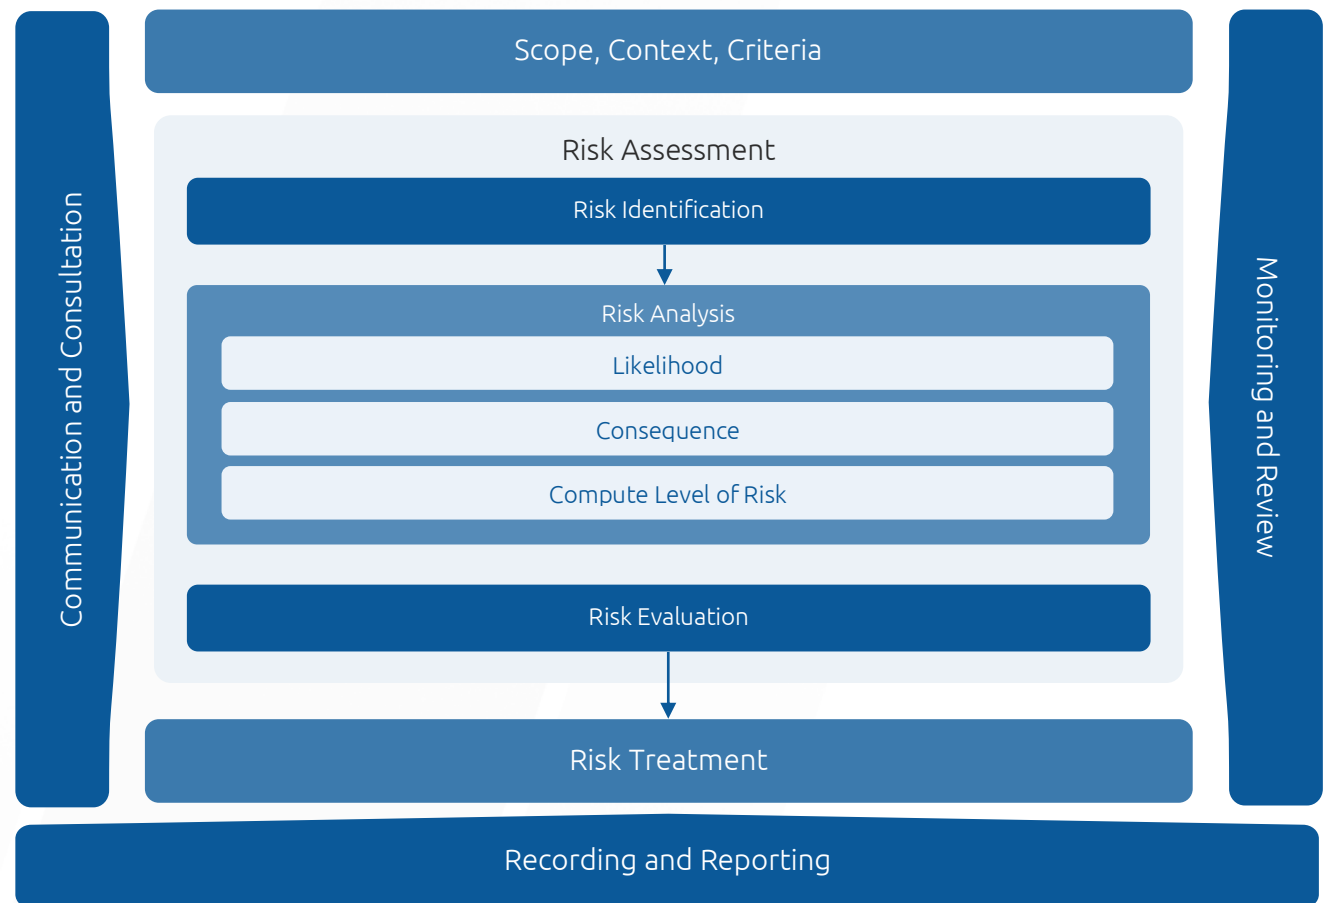 Scope, Context, Criteria
Communication and Consultation
Risk Assessment
Risk Identification
Risk Analysis
Likelihood
Consequence
Compute Level of Risk
Risk Evaluation
Monitoring and Review
Risk Treatment
Recording and Reporting